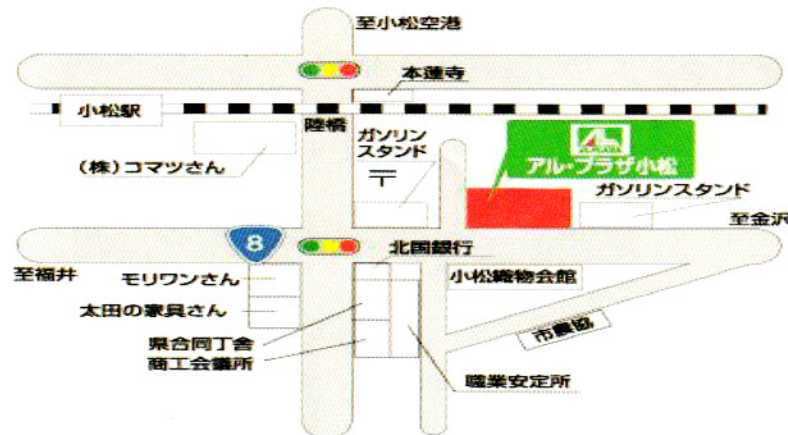 至小松空港
本蓮寺
小松駅
陸橋
ガソリン
スタンド
アル・プラザ小松
(株)コマツさん
〒
ガソリンスタンド
至金沢
8
北国銀行
至福井
モリワンさん
小松織物会館
太田の家具さん
市農協
県合同丁舎
商工会議所
職業安定所